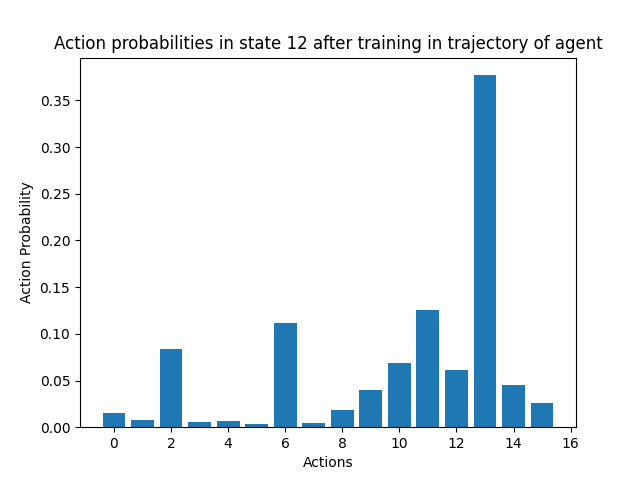 Action probabilities in state 12 after training in trajectory of agent
0.35
0.30
0.25
0.20
0.15
0.10
0.05
0.00
Action Probability
0 2 4 6 8 10 12 14 16
Actions